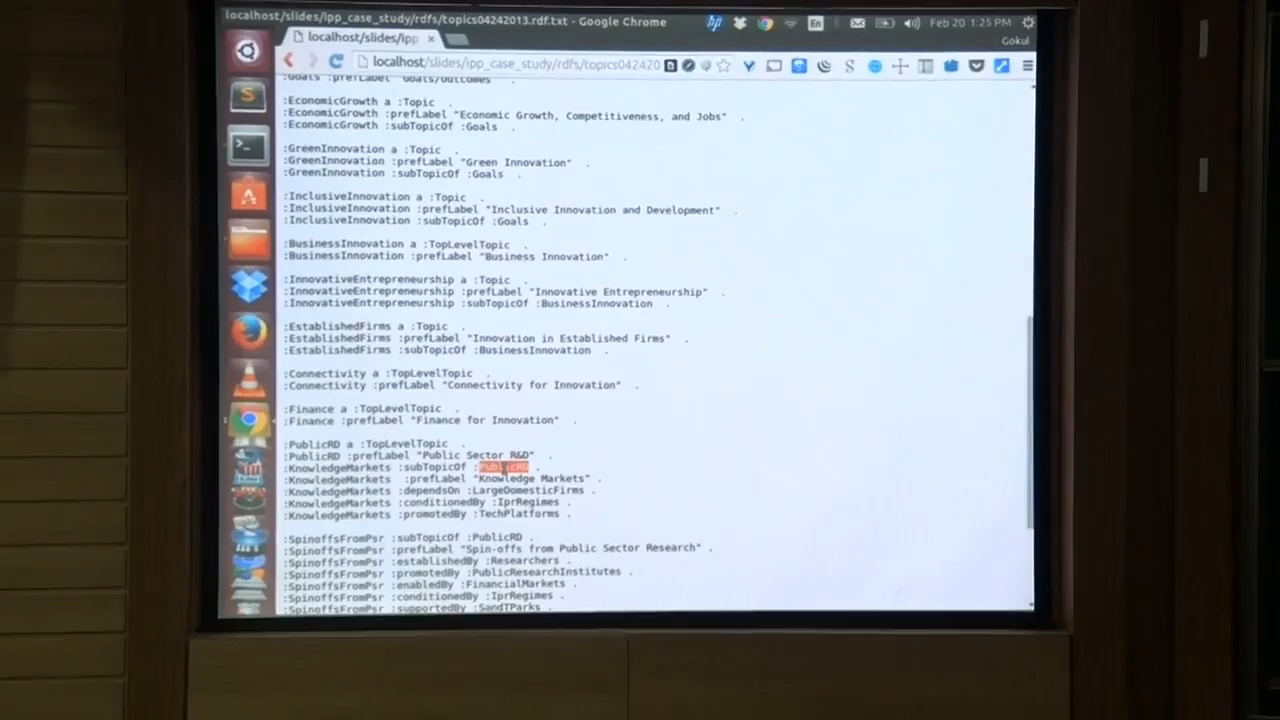 localhost/slides/ipp_case_study/rdfs/topics04242013.rdf.txt - Google Chrome
En
Feb 20 1:25 PM
localhost/slides/ipp
Gokul
localhost/slides/ipp_case_study/rdfs/topics042420
:Goals :prefLabel "Goals/Outcomes" .
:EconomicGrowth a :Topic .
:EconomicGrowth :prefLabel "Economic Growth, Competitiveness, and Jobs" .
:EconomicGrowth :subTopicOf :Goals .
:GreenInnovation a :Topic .
:GreenInnovation :prefLabel "Green Innovation" .
:GreenInnovation :subTopicOf :Goals .
:InclusiveInnovation a :Topic .
:InclusiveInnovation :prefLabel "Inclusive Innovation and Development" .
:InclusiveInnovation :subTopicOf :Goals .
:BusinessInnovation a :TopLevelTopic .
:BusinessInnovation :prefLabel "Business Innovation" .
:InnovativeEntrepreneurship a :Topic .
:InnovativeEntrepreneurship :prefLabel "Innovative Entrepreneurship" .
:InnovativeEntrepreneurship :subTopicOf :BusinessInnovation .
:EstablishedFirms a :Topic .
:EstablishedFirms :prefLabel "Innovation in Established Firms" .
:EstablishedFirms :subTopicOf :BusinessInnovation .
:Connectivity a :TopLevelTopic .
:Connectivity :prefLabel "Connectivity for Innovation" .
:Finance a :TopLevelTopic .
:Finance :prefLabel "Finance for Innovation" .
:PublicRD a :TopLevelTopic .
:PublicRD :prefLabel "Public Sector R&D" .
:KnowledgeMarkets :subTopicOf :PublicRD .
:KnowledgeMarkets :prefLabel "Knowledge Markets" .
:KnowledgeMarkets :dependsOn :LargeDomesticFirms .
:KnowledgeMarkets :conditionedBy :IprRegimes .
:KnowledgeMarkets :promotedBy :TechPlatforms .
:SpinoffsFromPsr :subTopicOf :PublicRD .
:SpinoffsFromPsr :prefLabel "Spin-offs from Public Sector Research" .
:SpinoffsFromPsr :establishedBy :Researchers .
:SpinoffsFromPsr :promotedBy :PublicResearchInstitutes .
:SpinoffsFromPsr :enabledBy :FinancialMarkets .
:SpinoffsFromPsr :conditionedBy :IprRegimes .
:SpinoffsFromPsr :supportedBy :SandTParks .